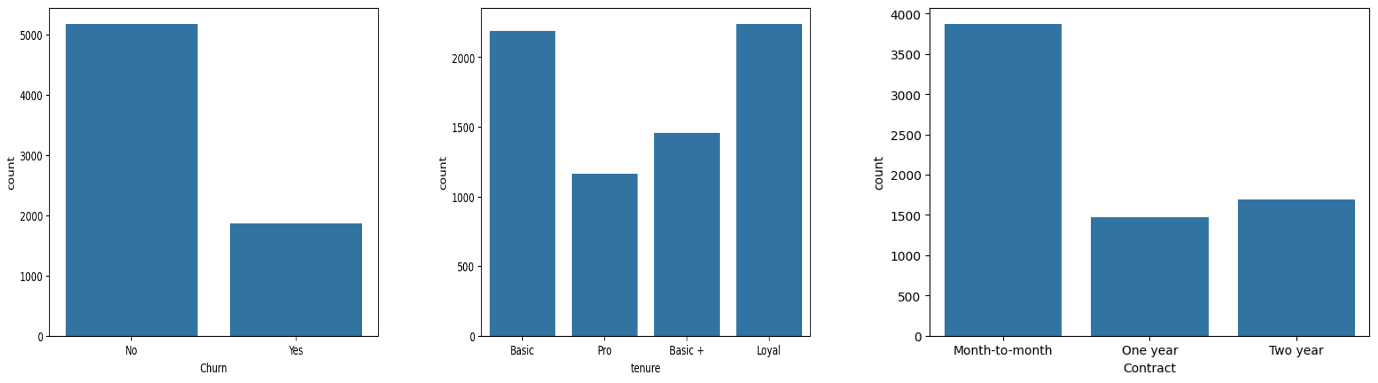 count
5000
4000
3000
2000
1000
0
No Yes
Churn
count
2000
1500
1000
500
0
Basic Pro Basic + Loyal
tenure
count
4000
3500
3000
2500
2000
1500
1000
500
0
Month-to-month One year Two year
Contract